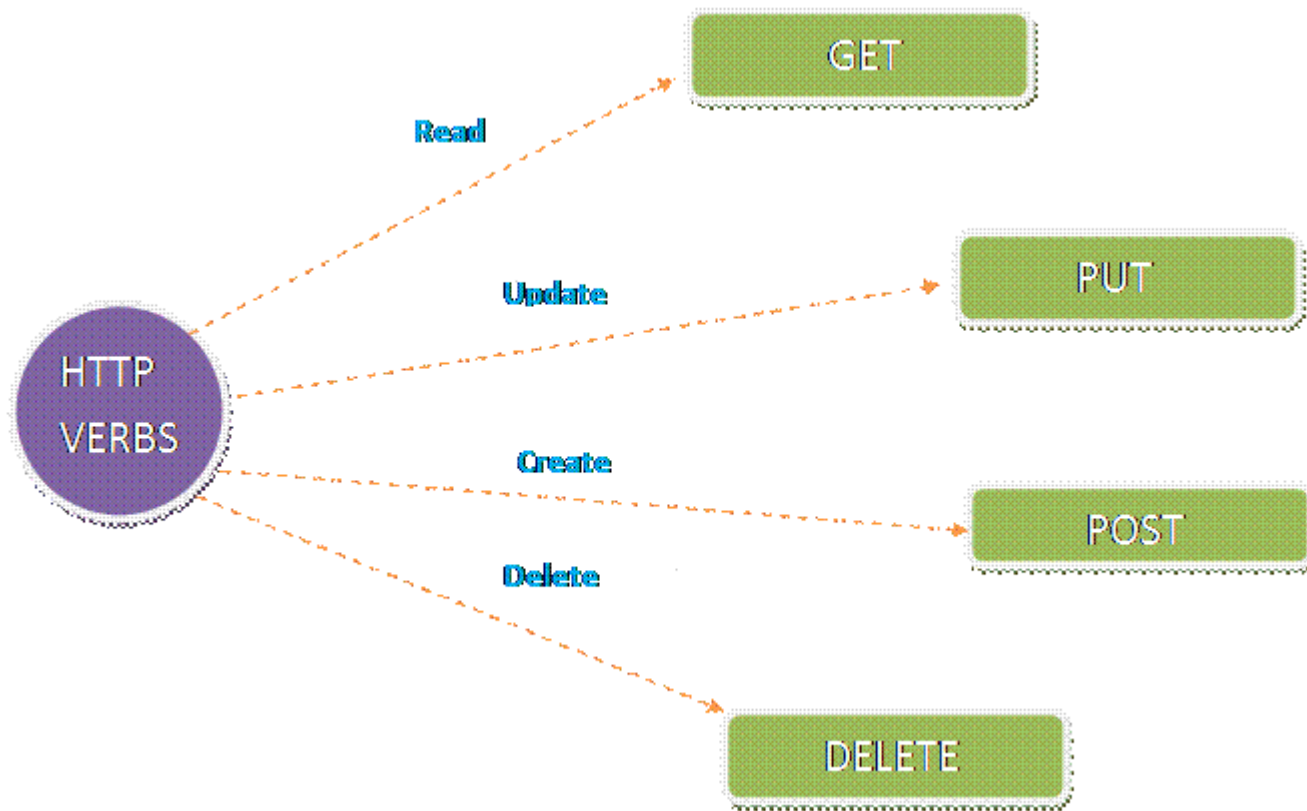 GET
Read
PUT
Update
HTTP
VERBS
Create
POST
Delete
DELETE